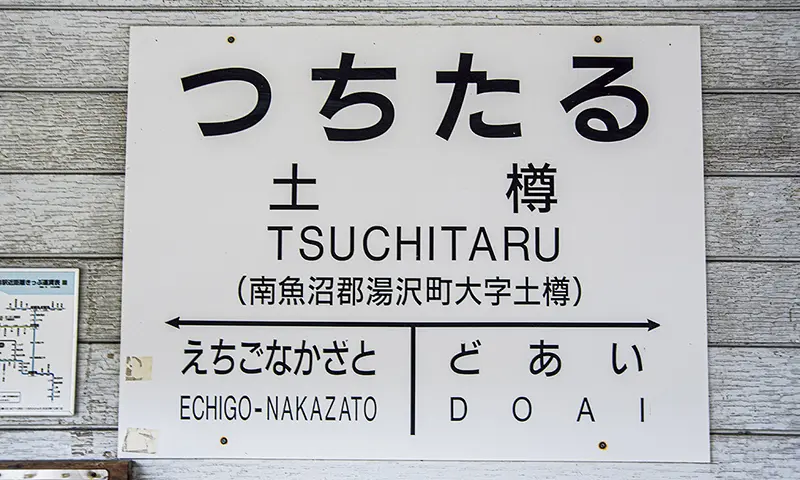 つちたる
土樽
TSUCHITARU
(南魚沼郡湯沢町大字土樽)
えちごなかざと
ECHIGO-NAKAZATO
どあい
DOAI